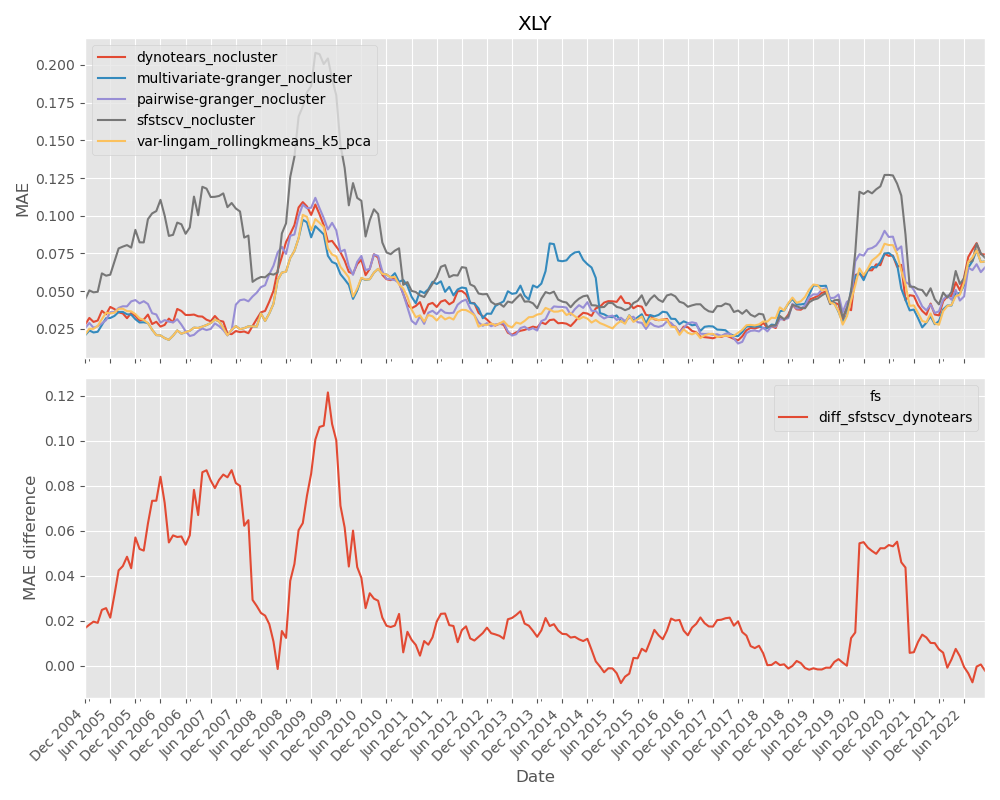 XLY
MAE
0.200
0.175
0.150
0.125
0.100
0.075
0.050
0.025
dynotears_nocluster
multivariate-granger_nocluster
pairwise-granger_nocluster
sfstscv_nocluster
var-lingam_rollingkmeans_k5_pca
MAE difference
0.12
0.10
0.08
0.06
0.04
0.02
0.00
fs
diff_sfstscv_dynotears
Dec 2004
Jun 2005
Dec 2005
Jun 2006
Dec 2006
Jun 2007
Dec 2007
Jun 2008
Dec 2008
Jun 2009
Dec 2009
Jun 2010
Dec 2010
Jun 2011
Dec 2011
Jun 2012
Dec 2012
Jun 2013
Dec 2013
Jun 2014
Dec 2014
Jun 2015
Dec 2015
Jun 2016
Dec 2016
Jun 2017
Dec 2017
Jun 2018
Dec 2018
Jun 2019
Dec 2019
Jun 2020
Dec 2020
Jun 2021
Dec 2021
Jun 2022
Date